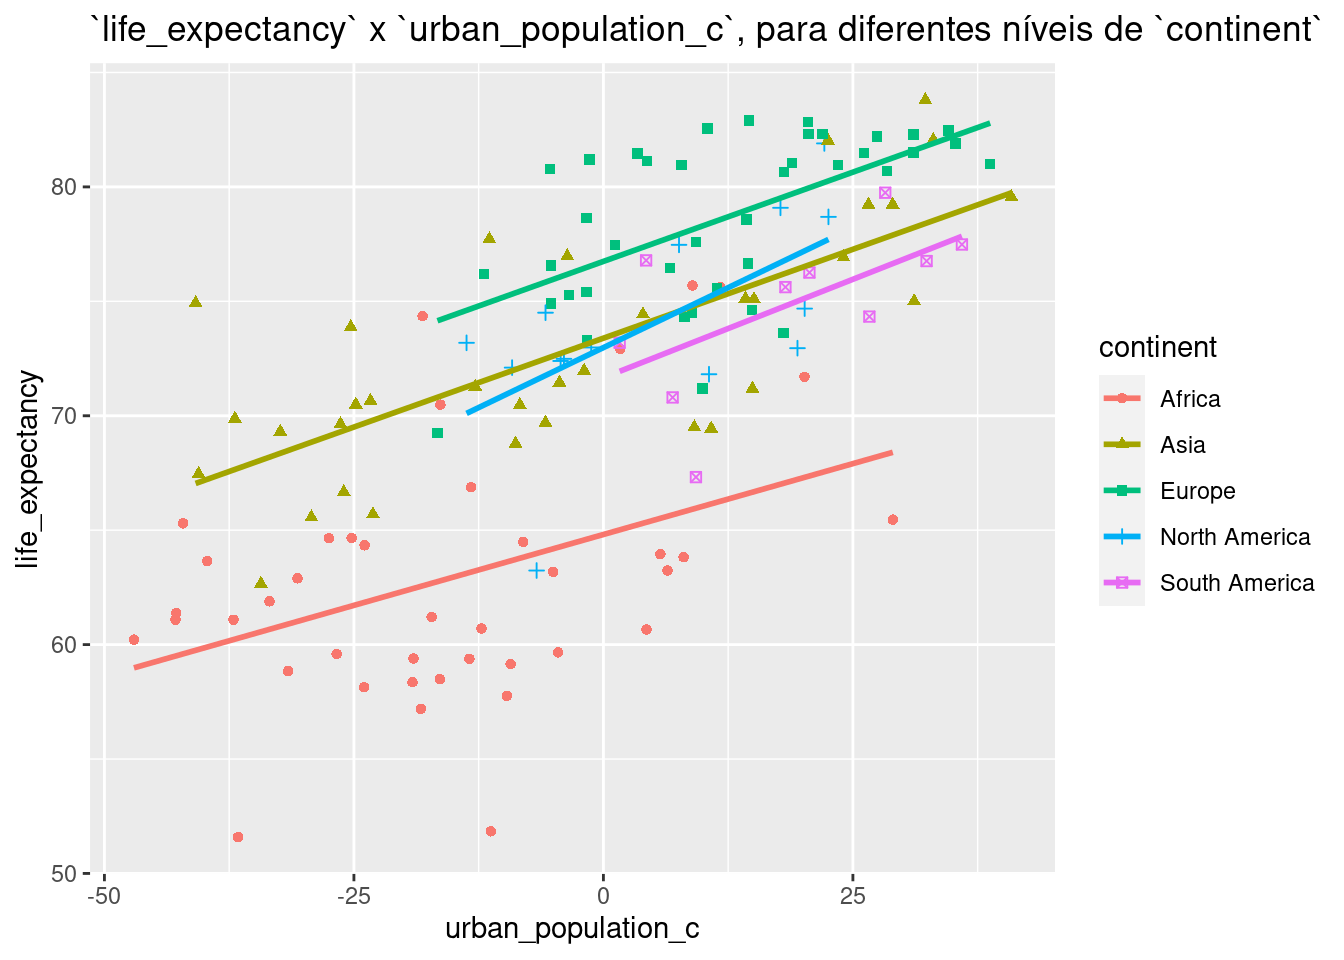 `life_expectancy` x `urban_population_c`, para diferentes níveis de `continent`
life_expectancy
80
70
60
50
-50
-25
0
25
urban_population_c
continent
Africa
Asia
Europe
North America
South America